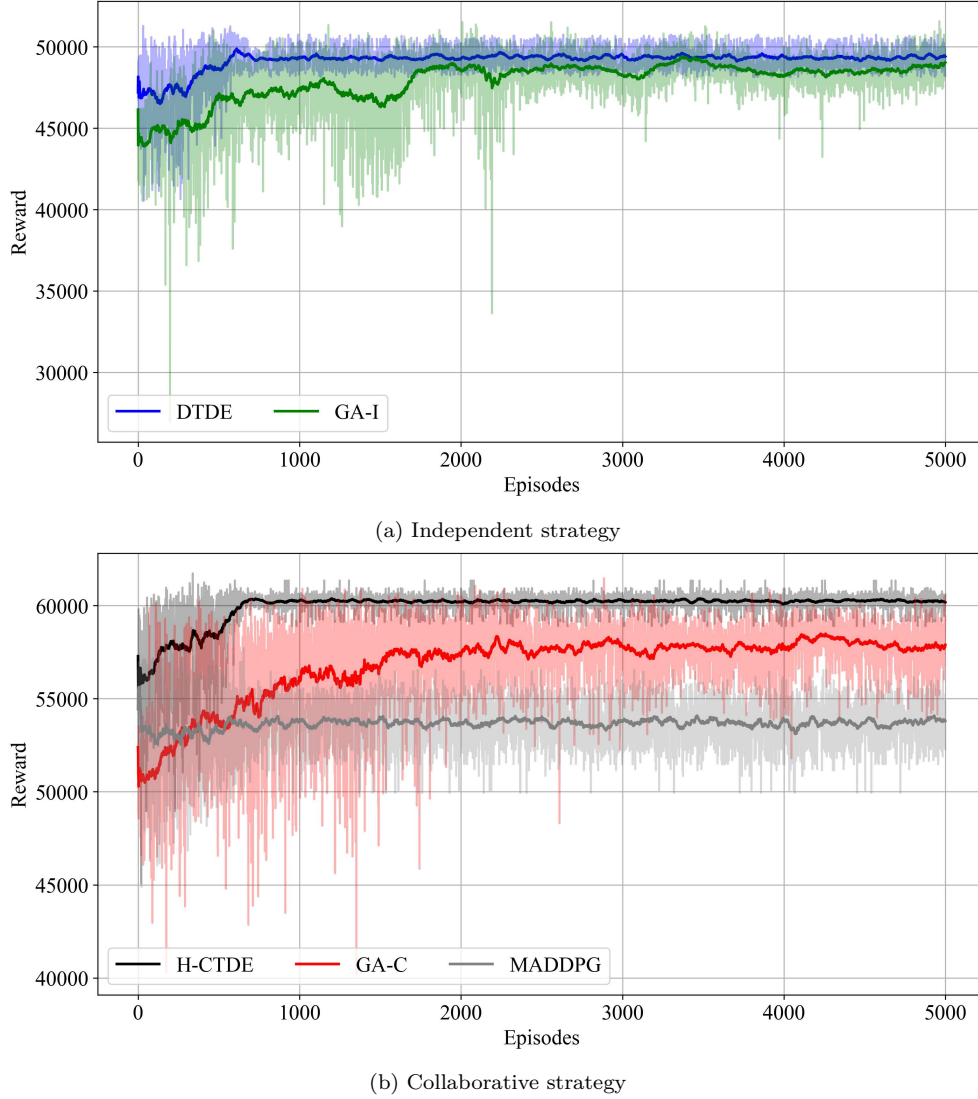 50000
45000
40000
35000
30000
Reward
DTDE GA-I
0 1000 2000 3000 4000 5000
Episodes
(a) Independent strategy
60000
55000
50000
45000
40000
Reward
H-CTDE GA-C MADDPG
0 1000 2000 3000 4000 5000
Episodes
(b) Collaborative strategy